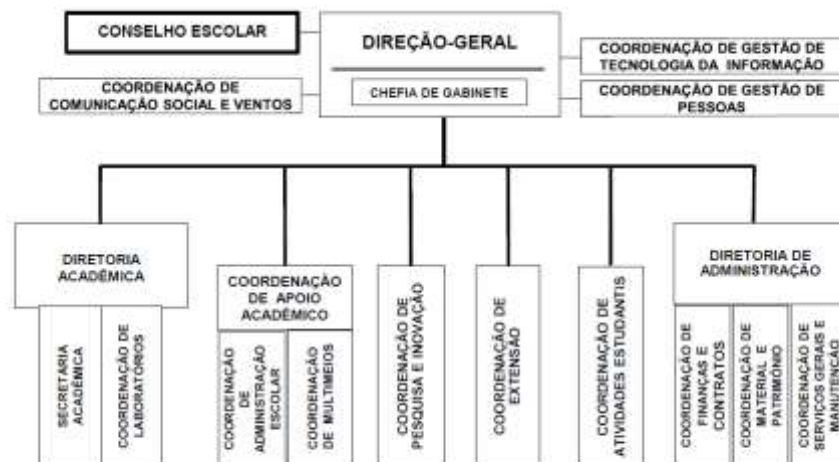 CONSELHO ESCOLAR
DIREÇÃO-GERAL
CHEFIA DE GABINETE
COORDENAÇÃO DE
COMUNICAÇÃO SOCIAL E VENTOS
COORDENAÇÃO DE GESTÃO DE
TECNOLOGIA DA INFORMAÇÃO
COORDENAÇÃO DE GESTÃO DE
PESSOAS
DIRETORIA
ACADÊMICA
SECRETARIA
ACADÊMICA
COORDENAÇÃO DE
LABORATÓRIOS
COORDENAÇÃO
DE APOIO
ACADÊMICO
COORDENAÇÃO
DE
ADMINISTRAÇÃO
ESCOLAR
COORDENAÇÃO
DE MULTIMEIOS
COORDENAÇÃO DE
PESQUISA E INOVAÇÃO
COORDENAÇÃO DE
EXTENSÃO
COORDENAÇÃO DE
ATIVIDADES ESTUDANTIS
DIRETORIA DE
ADMINISTRAÇÃO
COORDENAÇÃO DE
FINANÇAS E
CONTRATOS
COORDENAÇÃO DE
MATERIAL E
PATRIMÔNIO
COORDENAÇÃO DE
SERVIÇOS GERAIS E
MANUTENÇÃO